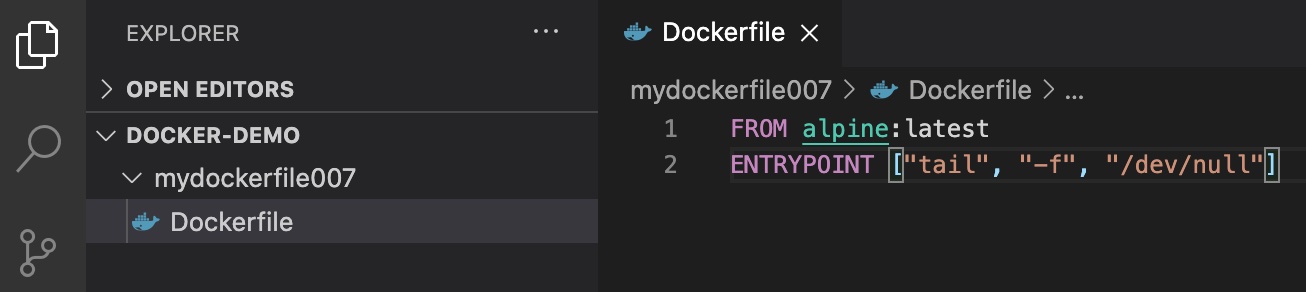 EXPLORER ...
OPEN EDITORS
DOCKER-DEMO
mydockerfile007
Dockerfile
Dockerfile ×
mydockerfile007 > Dockerfile > ...
1 FROM alpine:latest
2 ENTRYPOINT ["tail", "-f", "/dev/null"]